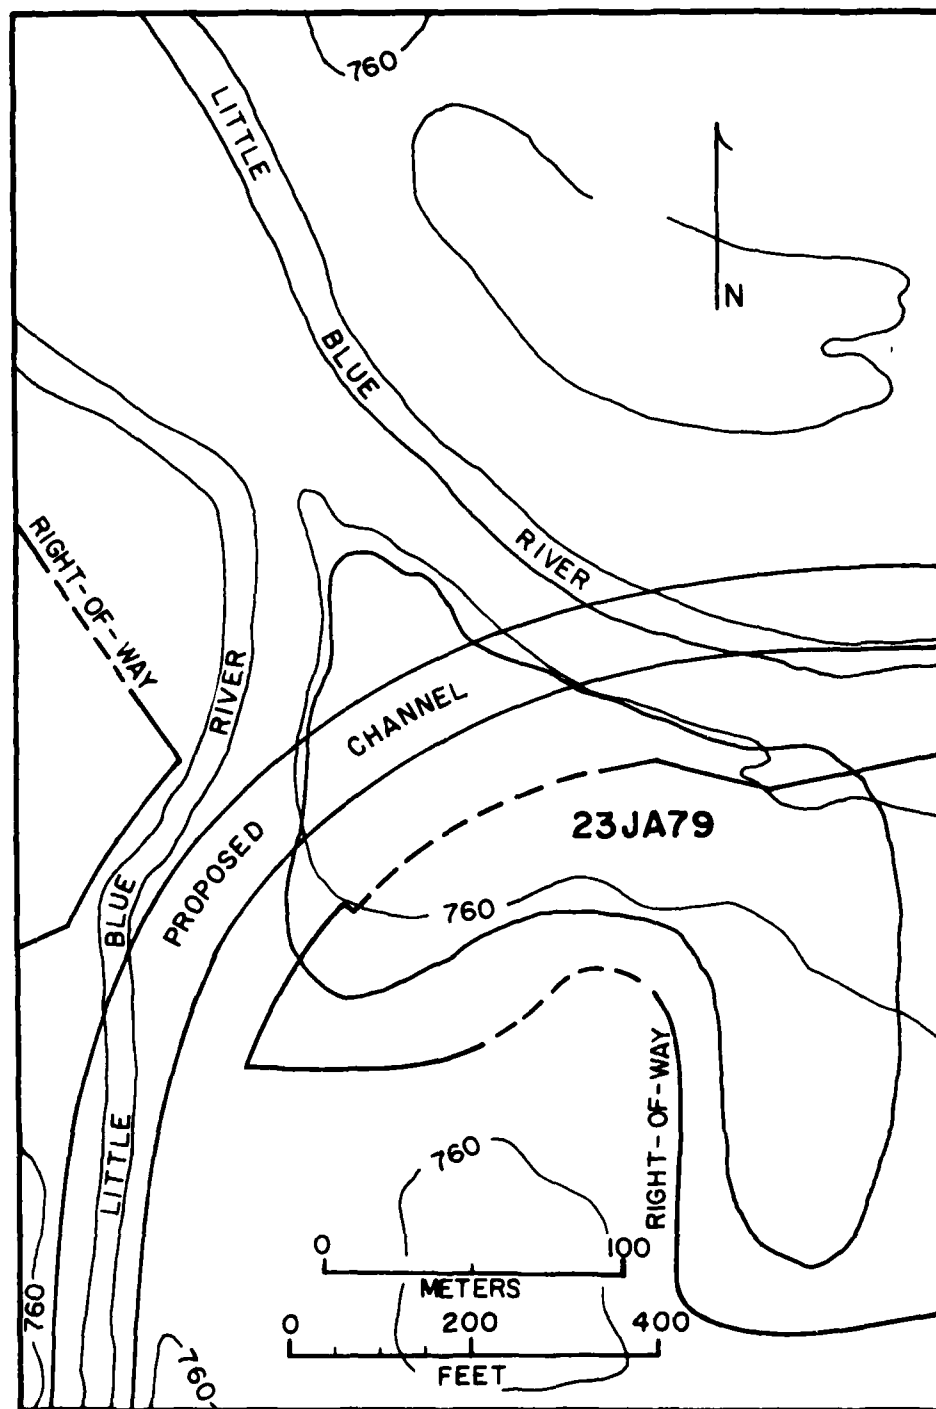 760
LITTLE
BLUE
RIVER
N
RIGHT-OF-WAY
RIVER
BLUE
LITTLE
PROPOSED
CHANNEL
23JA79
760
RIGHT-OF-WAY
760
0 100
METERS
0 200 400
FEET
760
760